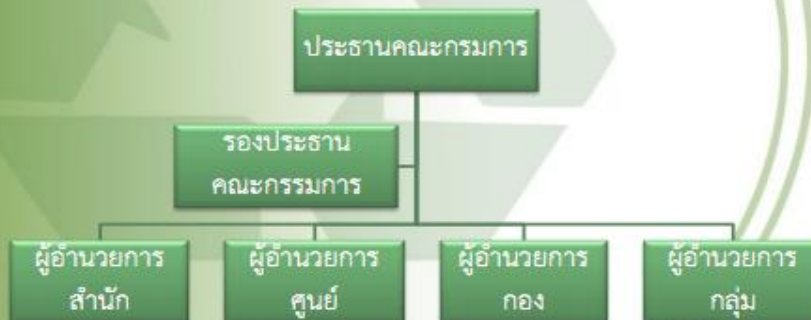 ประธานคณะกรมการ
รองประธาน
คณะกรรมการ
ผู้อำนวยการ
สำนัก
ผู้อำนวยการ
ศูนย์
ผู้อำนวยการ
กอง
ผู้อำนวยการ
กลุ่ม